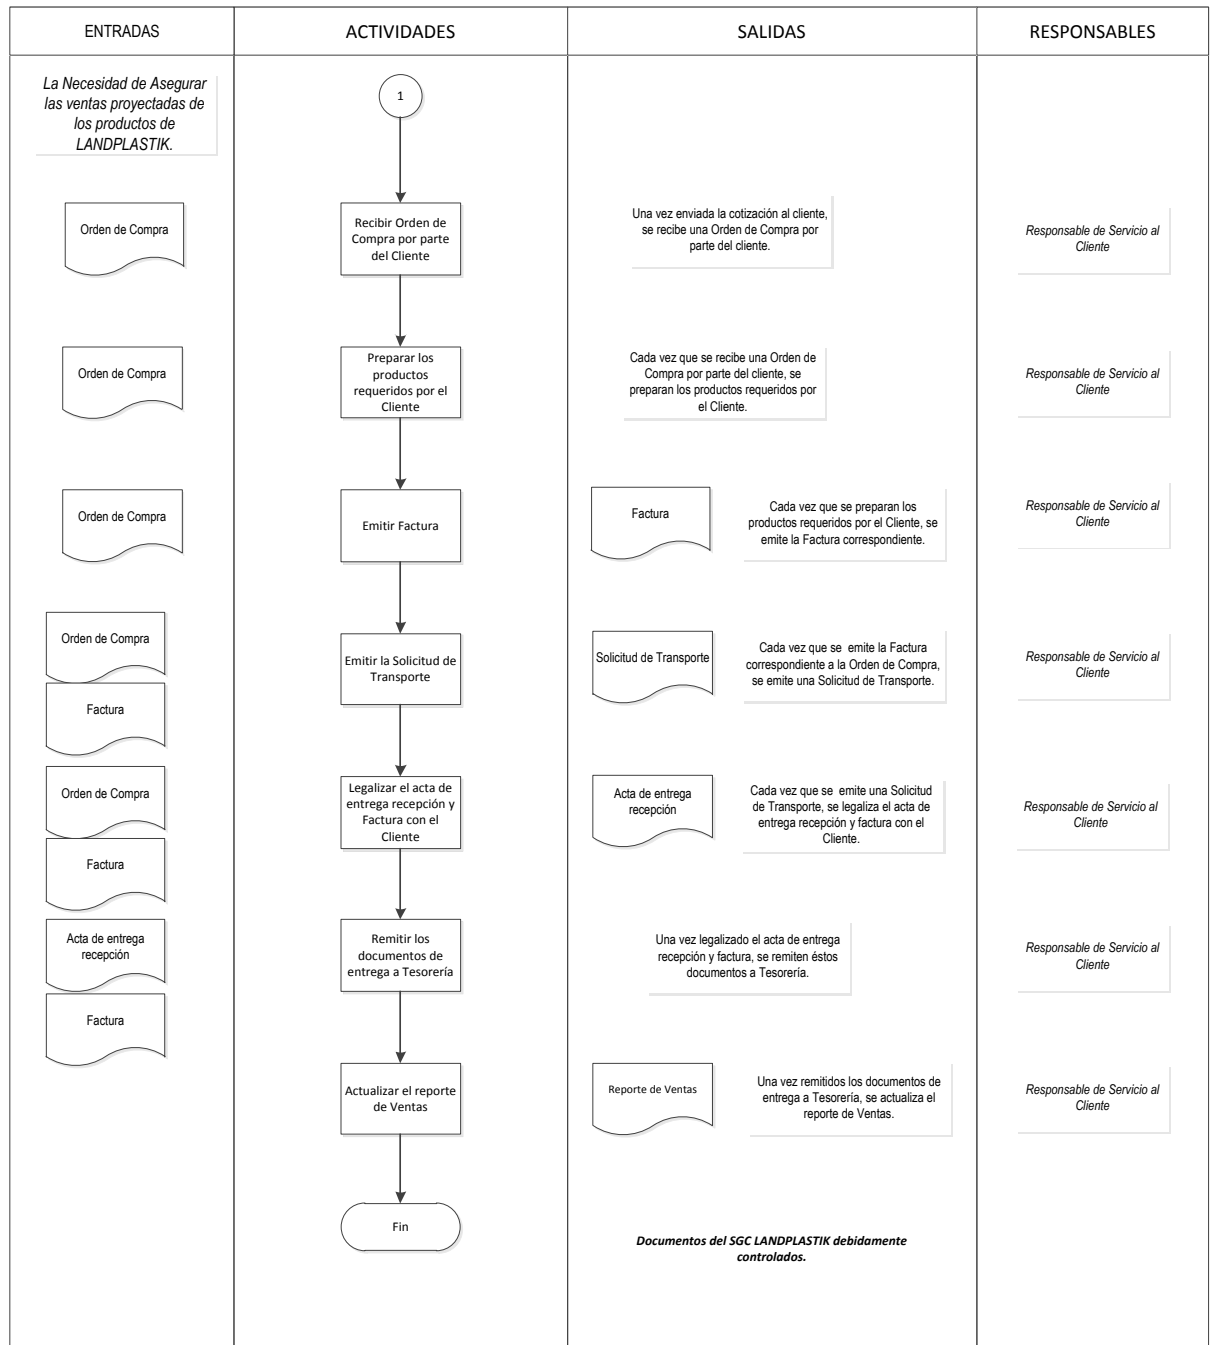 ENTRADAS
ACTIVIDADES
SALIDAS
RESPONSABLES
La Necesidad de Asegurar
las ventas proyectadas de
los productos de
LANDPLASTIK.
1
Orden de Compra
Recibir Orden de
Compra por parte
del Cliente
Una vez enviada la cotización al cliente,
se recibe una Orden de Compra por
parte del cliente.
Responsable de Servicio al
Cliente
Orden de Compra
Preparar los
productos
requeridos por el
Cliente
Cada vez que se recibe una Orden de
Compra por parte del cliente, se
preparan los productos requeridos por
el Cliente.
Responsable de Servicio al
Cliente
Orden de Compra
Emitir Factura
Factura
Cada vez que se preparan los
productos requeridos por el Cliente, se
emite la Factura correspondiente.
Responsable de Servicio al
Cliente
Orden de Compra
Factura
Emitir la Solicitud de
Transporte
Solicitud de Transporte
Cada vez que se  emite la Factura
correspondiente a la Orden de Compra,
se emite una Solicitud de Transporte.
Responsable de Servicio al
Cliente
Orden de Compra
Factura
Legalizar el acta de
entrega recepción y
Factura con el
Cliente
Acta de entrega
recepción
Cada vez que se  emite una Solicitud
de Transporte, se legaliza el acta de
entrega recepción y factura con el
Cliente.
Responsable de Servicio al
Cliente
Acta de entrega
recepción
Factura
Remitir los
documentos de
entrega a Tesorería
Una vez legalizado el acta de entrega
recepción y factura, se remiten éstos
documentos a Tesorería.
Responsable de Servicio al
Cliente
Actualizar el reporte
de Ventas
Reporte de Ventas
Una vez remitidos los documentos de
entrega a Tesorería, se actualiza el
reporte de Ventas.
Responsable de Servicio al
Cliente
Fin
Documentos del SGC LANDPLASTIK debidamente
controlados.